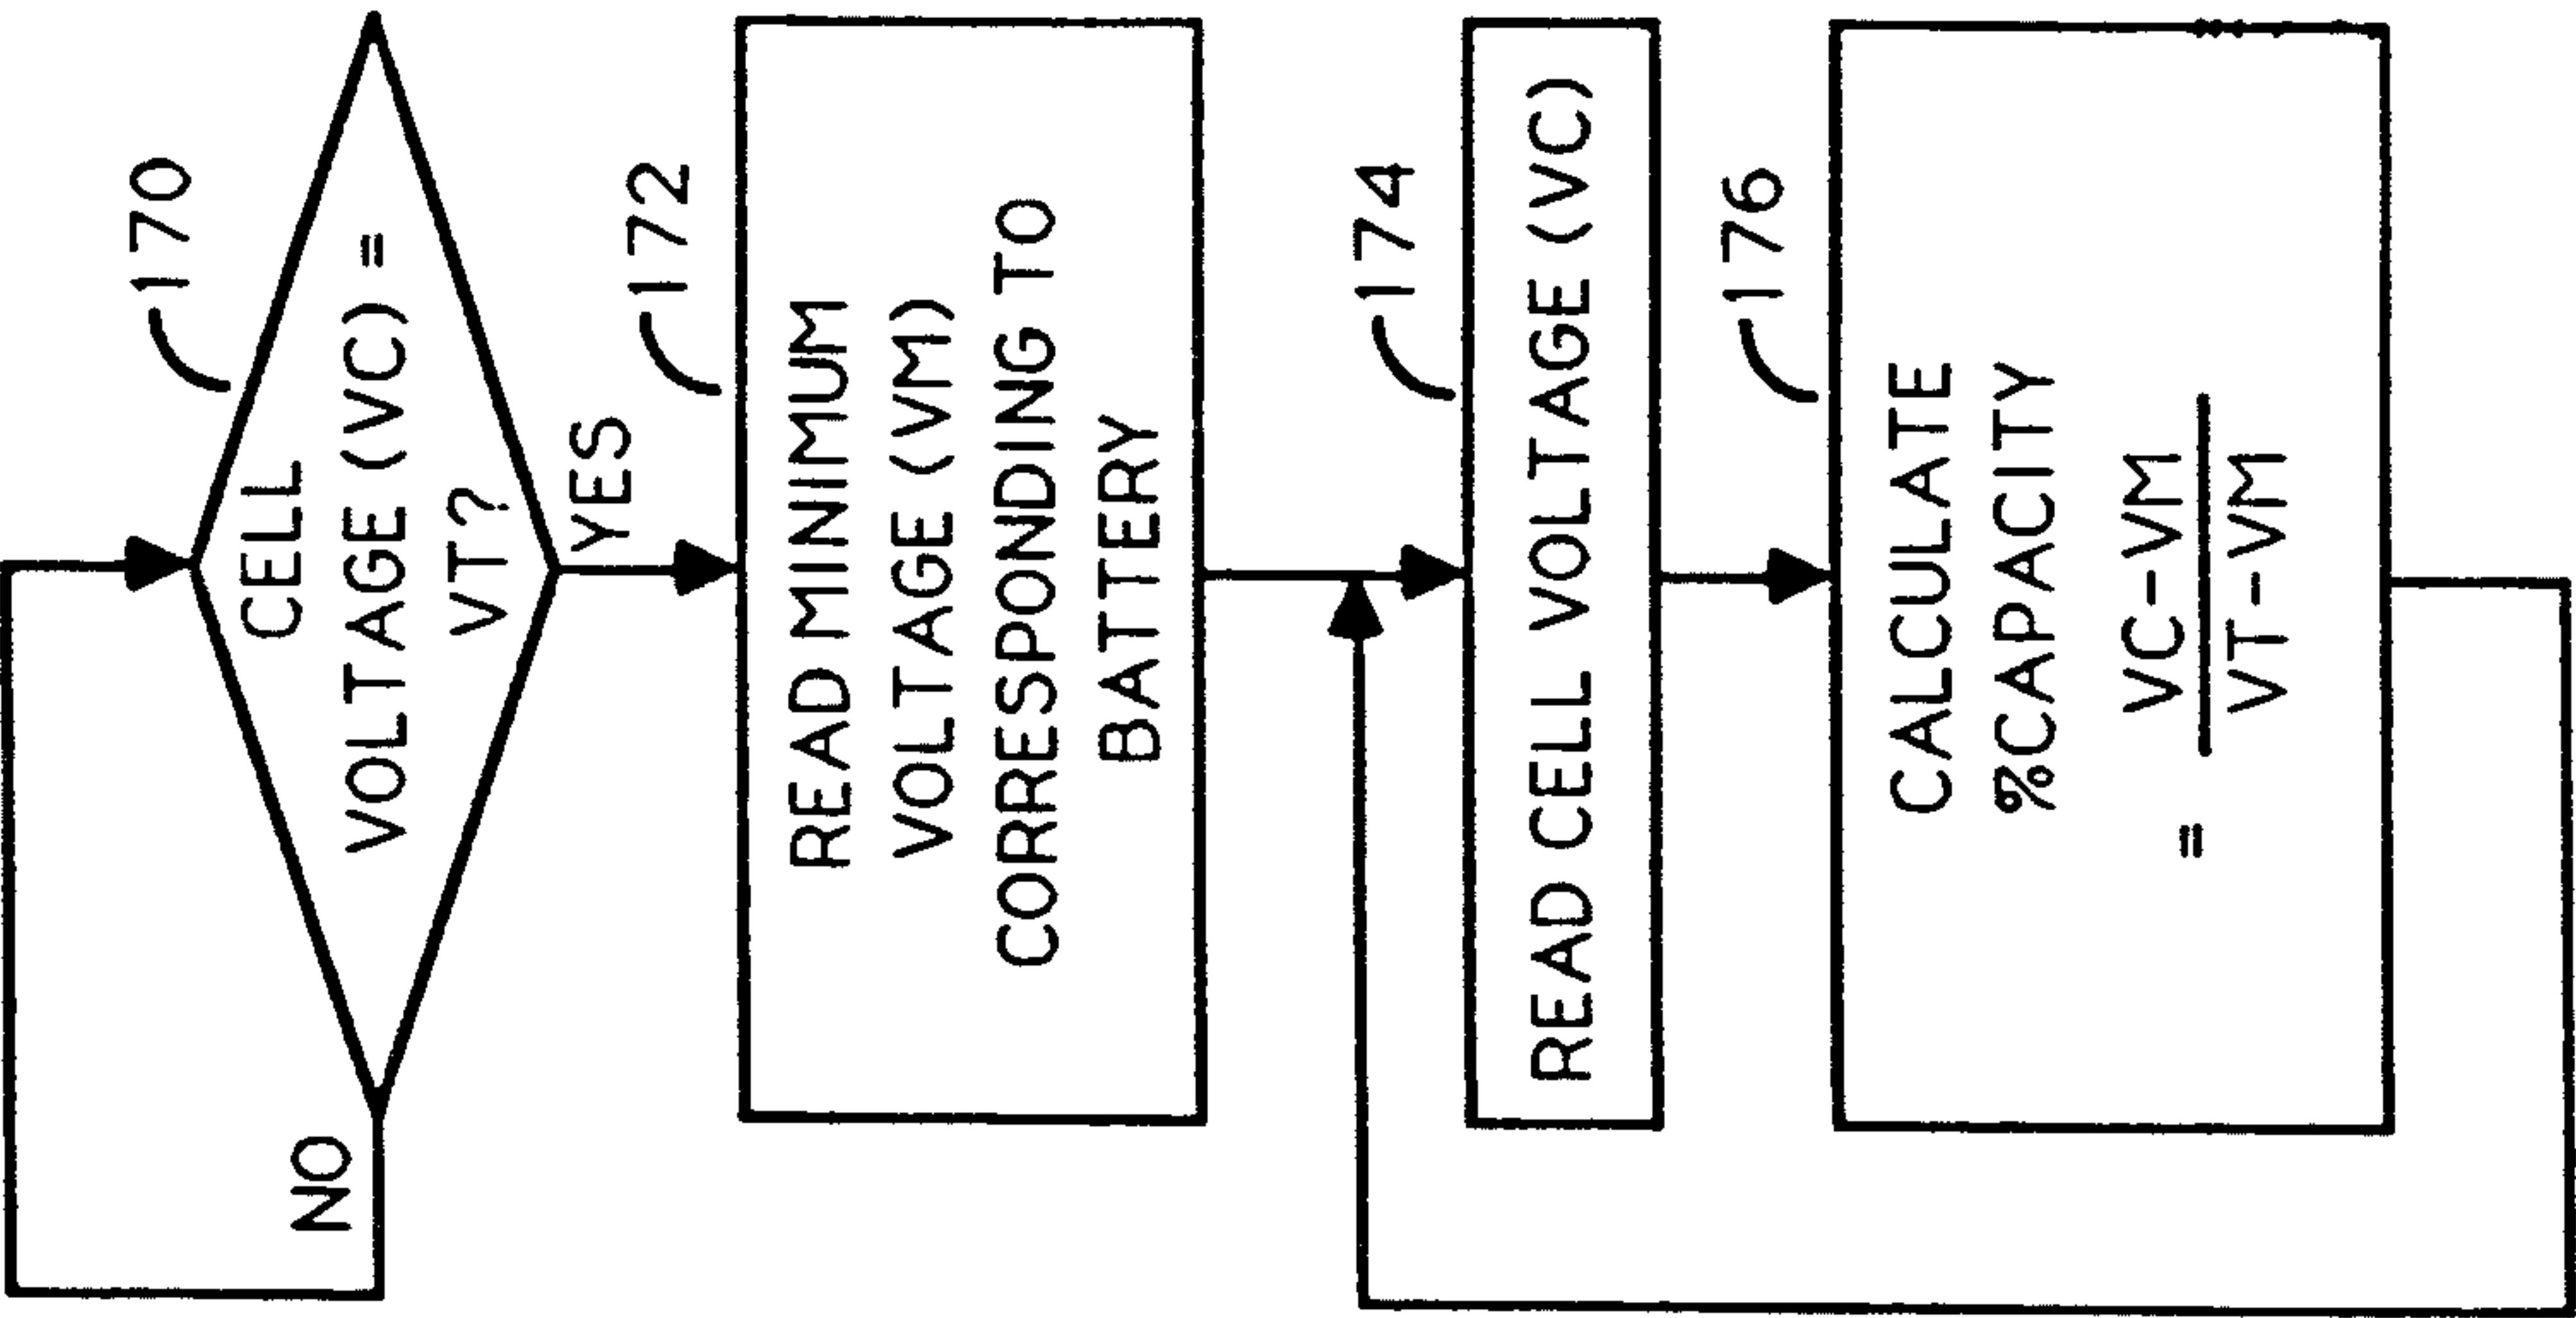 170
CELL
VOLTAGE (VC) =
VT?
NO
YES
172
READ MINIMUM
VOLTAGE (VM)
CORRESPONDING TO
BATTERY
174
READ CELL VOLTAGE (VC)
176
CALCULATE
%CAPACITY
= VC-VM
VT-VM